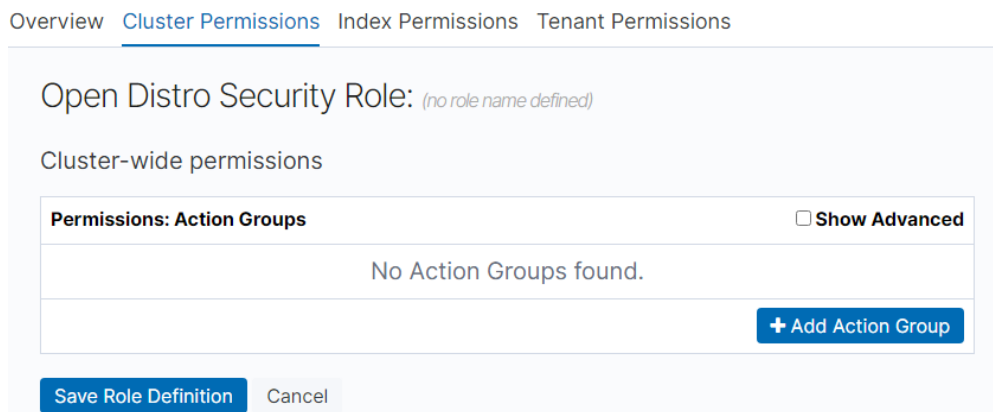 Overview Cluster Permissions Index Permissions Tenant Permissions
Open Distro Security Role: (no role name defined)
Cluster-wide permissions
Permissions: Action Groups Show Advanced
No Action Groups found.
+ Add Action Group
Save Role Definition Cancel